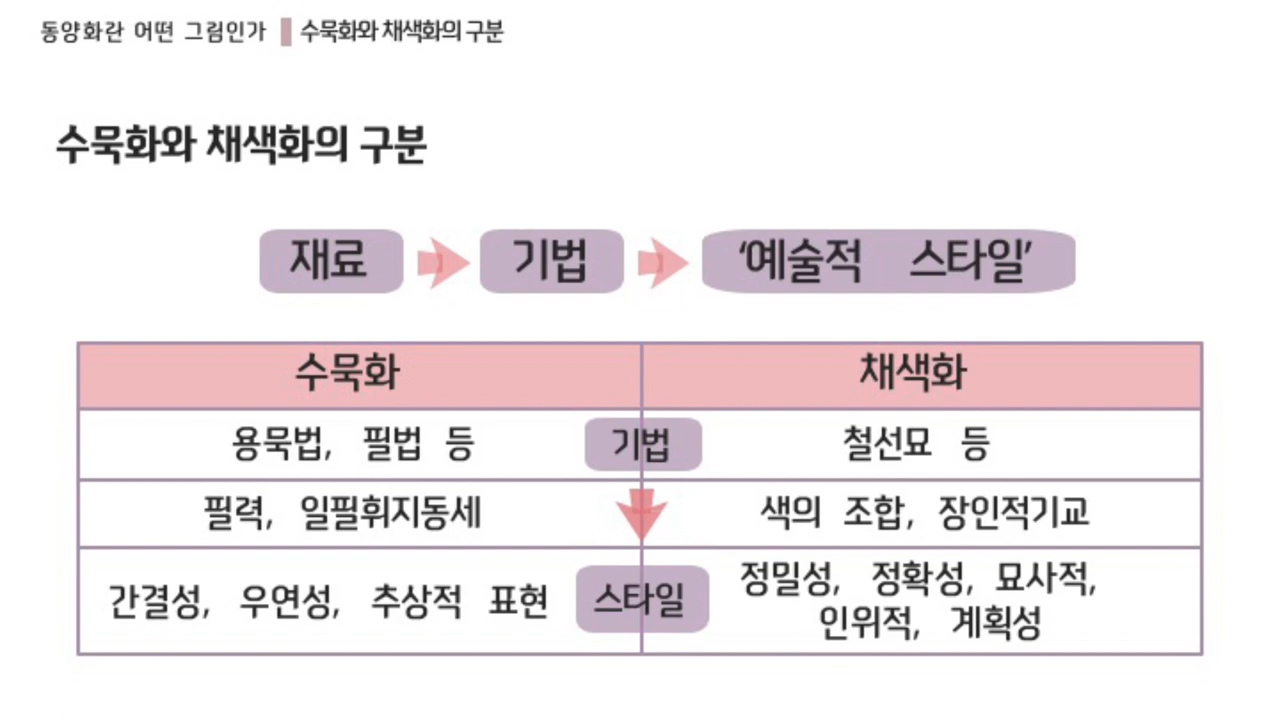 동양화란 어떤 그림인가 수묵화와 채색화의 구분
수묵화와 채색화의 구분
재료 기법 ‘예술적 스타일’
수묵화 채색화
용묵법, 필법 등 기법 철선묘 등
필력, 일필휘지동세 색의 조합, 장인적기교
간결성, 우연성, 추상적 표현 스타일 정밀성, 정확성, 묘사적,
인위적, 계획성